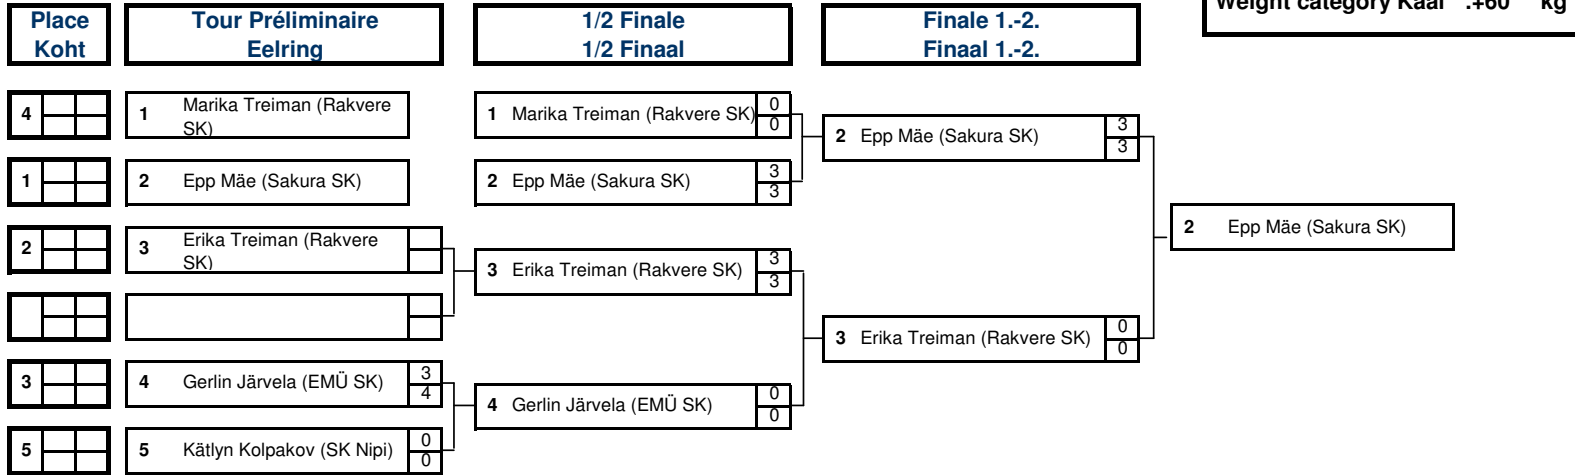 Weight category Kaal .+60 kg
Place Tour Préliminaire 1/2 Finale Finale 1.-2.
Koht Eelring 1/2 Finaal Finaal 1.-2.
4 1 Marika Treiman (Rakvere SK)
1 Marika Treiman (Rakvere SK) 0
0
2 Epp Mäe (Sakura SK) 3
3
1 2 Epp Mäe (Sakura SK)
2 Epp Mäe (Sakura SK) 3
3
2 Epp Mäe (Sakura SK)
2 3 Erika Treiman (Rakvere SK)
3 Erika Treiman (Rakvere SK) 3
3
3 Erika Treiman (Rakvere SK) 0
0
3 4 Gerlin Järvela (EMÜ SK) 3
4
4 Gerlin Järvela (EMÜ SK) 0
0
5 5 Kätlyn Kolpakov (SK Nipi) 0
0